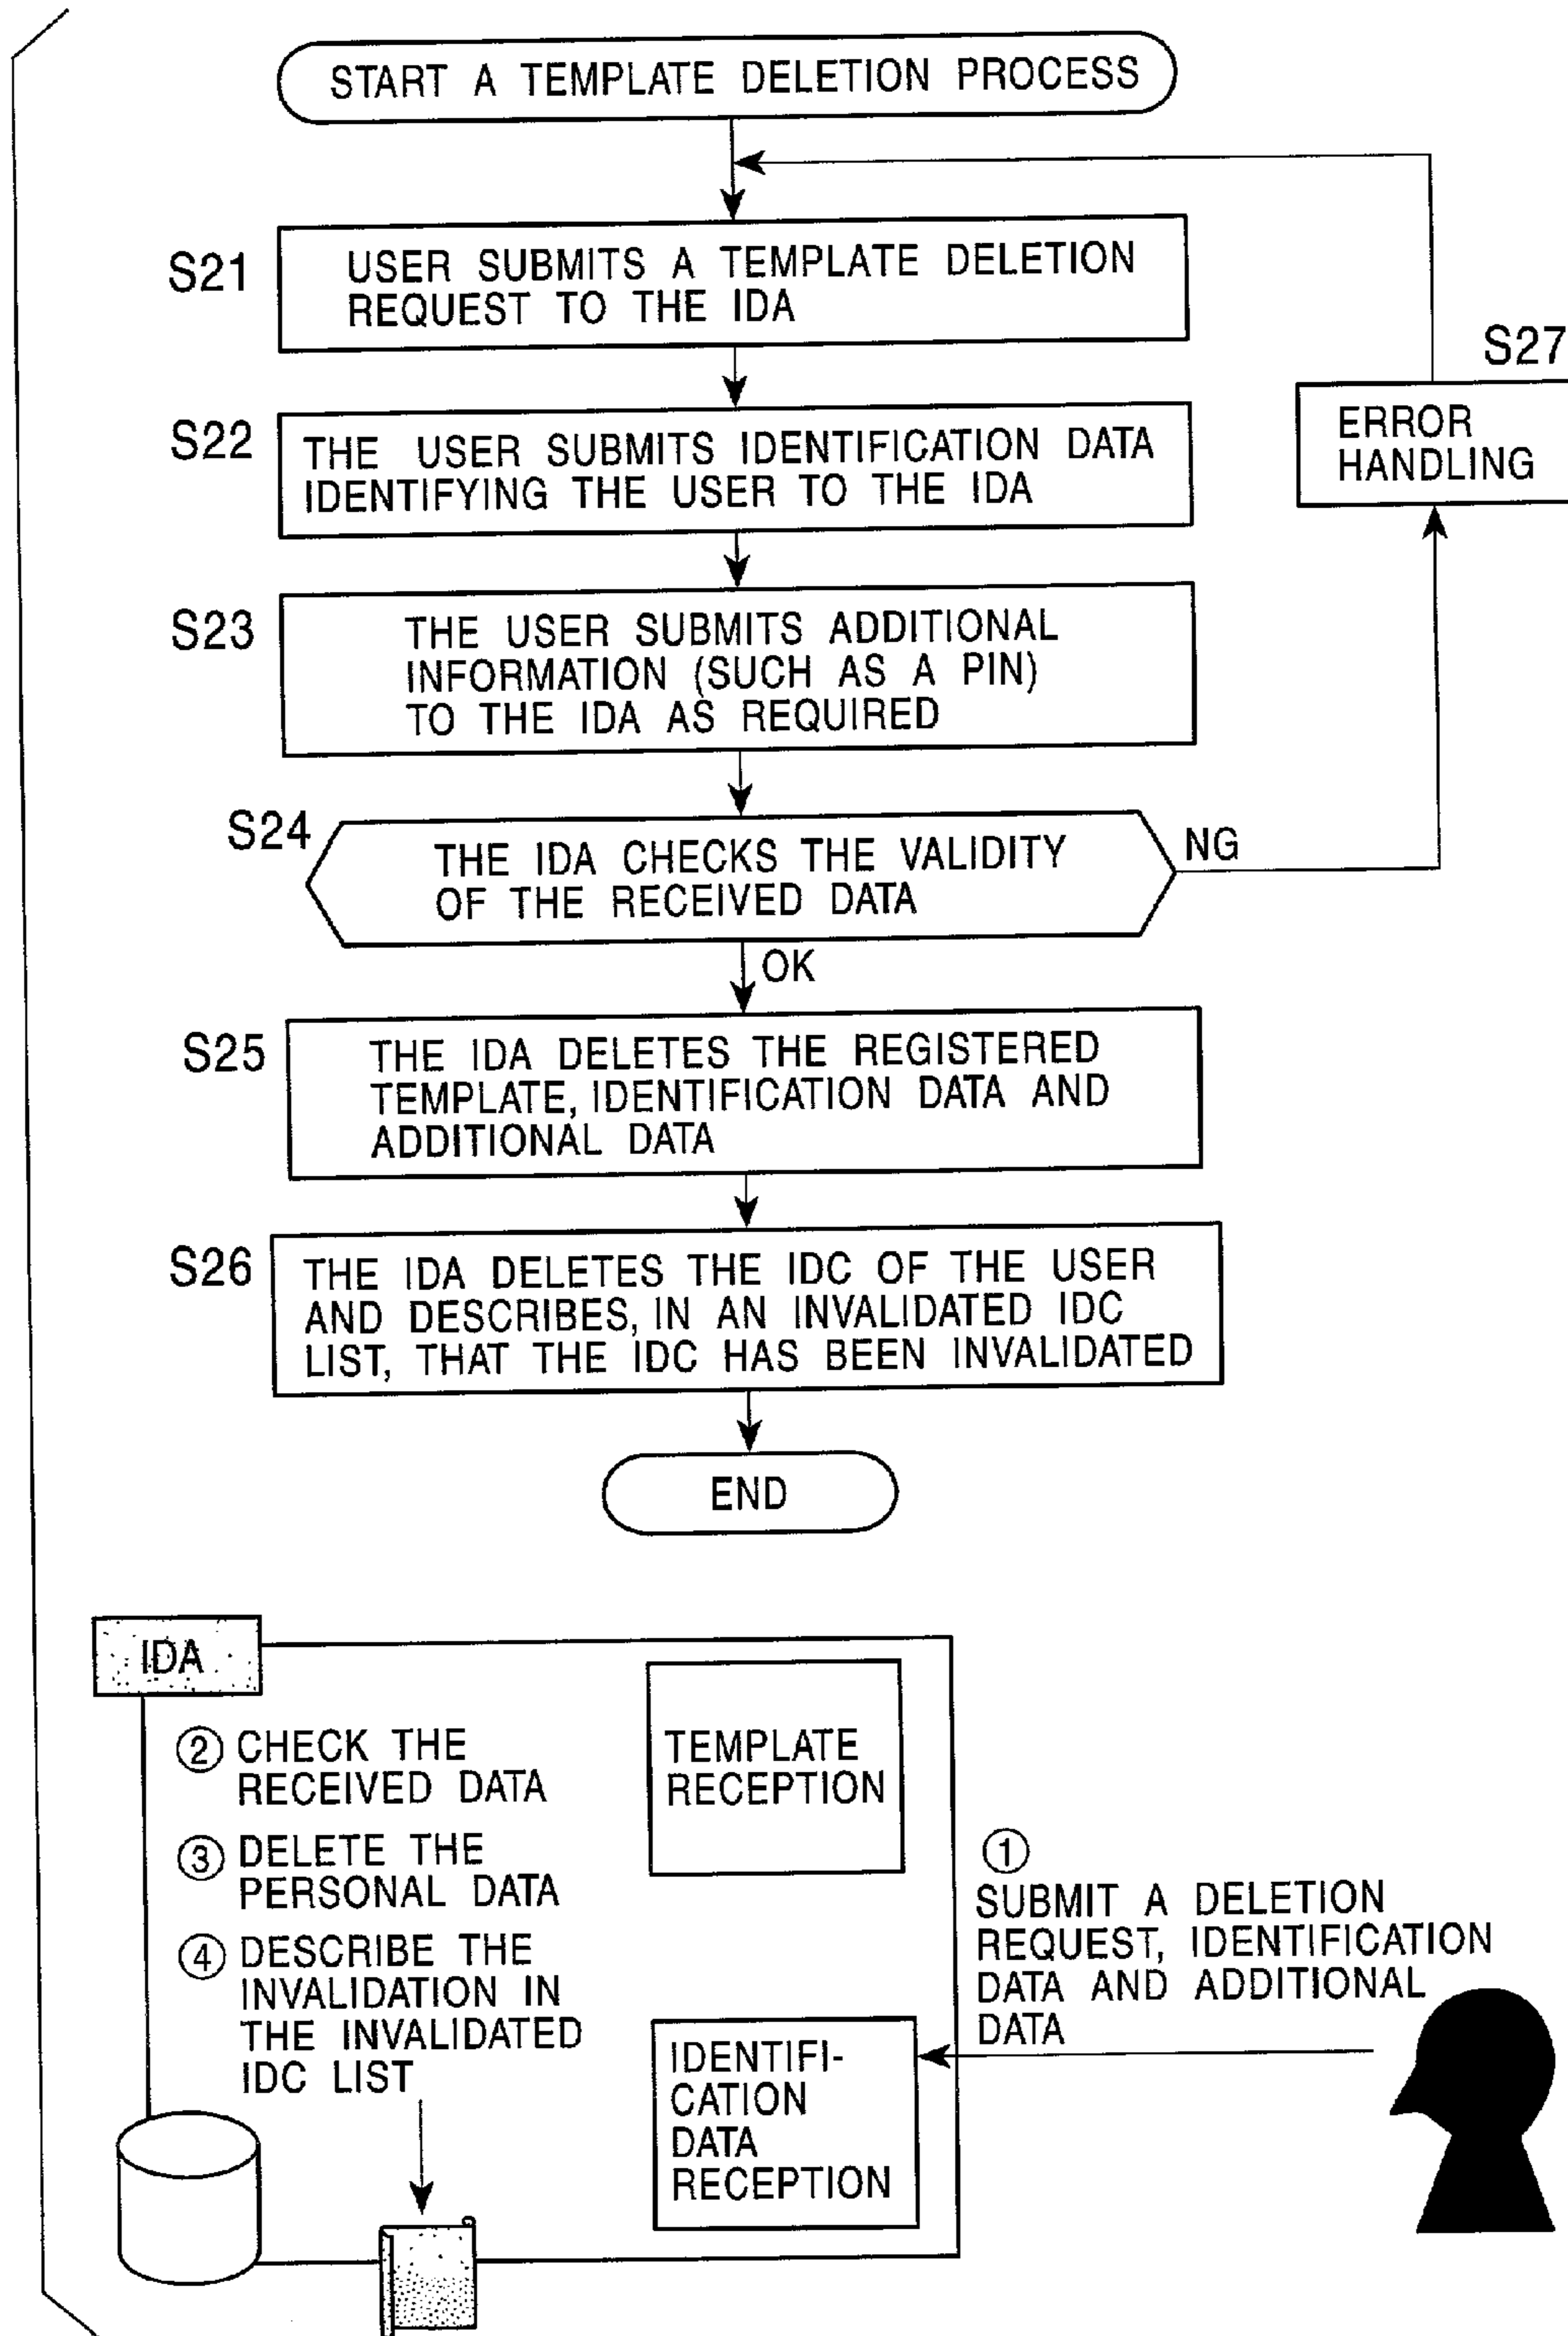 START A TEMPLATE DELETION PROCESS
S21
USER SUBMITS A TEMPLATE DELETION
REQUEST TO THE IDA
S27
ERROR
HANDLING
S22
THE USER SUBMITS IDENTIFICATION DATA
IDENTIFYING THE USER TO THE IDA
S23
THE USER SUBMITS ADDITIONAL
INFORMATION (SUCH AS A PIN)
TO THE IDA AS REQUIRED
S24
THE IDA CHECKS THE VALIDITY
OF THE RECEIVED DATA
NG
OK
S25
THE IDA DELETES THE REGISTERED
TEMPLATE, IDENTIFICATION DATA AND
ADDITIONAL DATA
S26
THE IDA DELETES THE IDC OF THE USER
AND DESCRIBES, IN AN INVALIDATED IDC
LIST, THAT THE IDC HAS BEEN INVALIDATED
END
IDA
② CHECK THE
RECEIVED DATA
③ DELETE THE
PERSONAL DATA
④ DESCRIBE THE
INVALIDATION IN
THE INVALIDATED
IDC LIST
TEMPLATE
RECEPTION
①
SUBMIT A DELETION
REQUEST, IDENTIFICATION
DATA AND ADDITIONAL
DATA
IDENTIFI-
CATION
DATA
RECEPTION